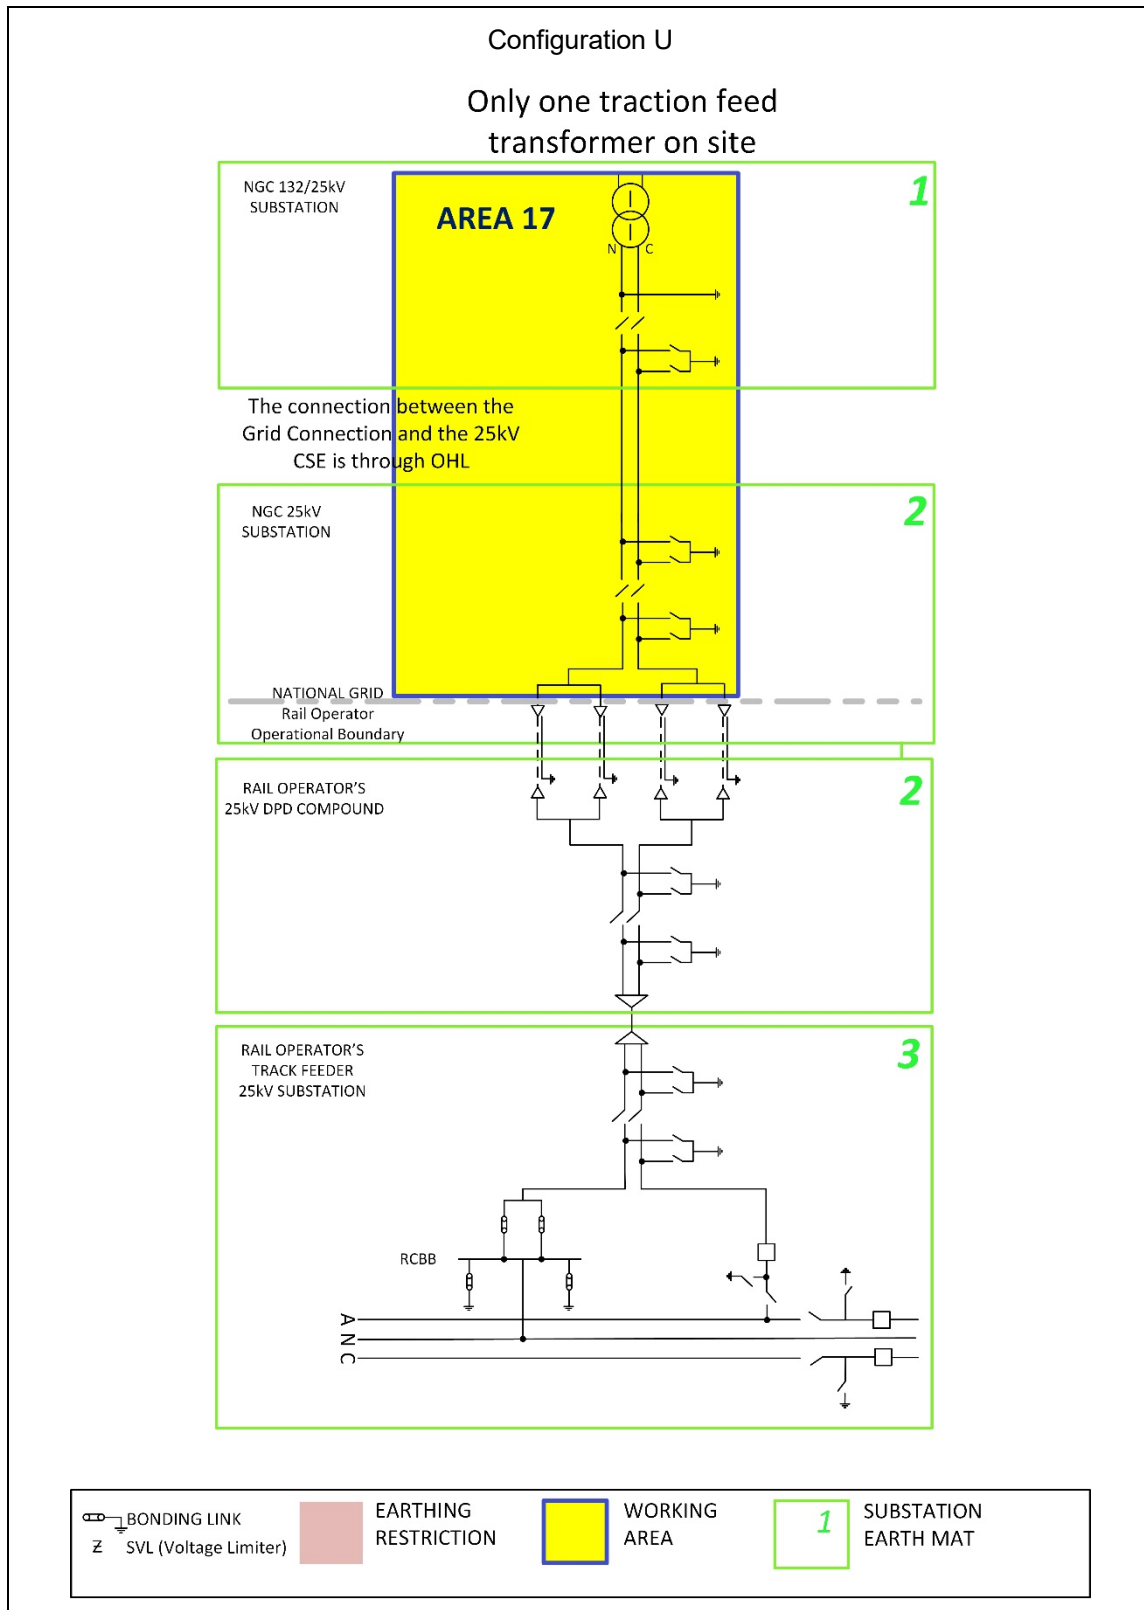 Configuration U
Only one traction feed
transformer on site
NGC 132/25kV
SUBSTATION
1
AREA 17
N C
The connection between the
Grid Connection and the 25kV
CSE is through OHL
NGC 25kV
SUBSTATION
2
NATIONAL GRID
Rail Operator
Operational Boundary
RAIL OPERATOR'S
25kV DPD COMPOUND
2
RAIL OPERATOR'S
TRACK FEEDER
25kV SUBSTATION
3
RCBB
A
N
C
BONDING LINK
Z SVL (Voltage Limiter)
EARTHING
RESTRICTION
WORKING
AREA
1
SUBSTATION
EARTH MAT